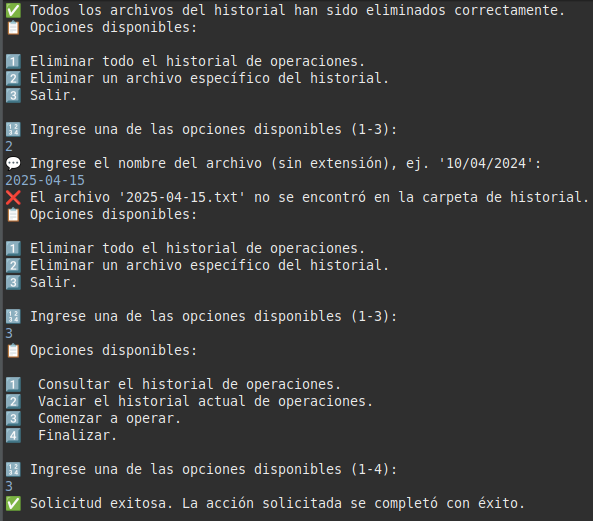 ✅ Todos los archivos del historial han sido eliminados correctamente.
📋 Opciones disponibles:
1️⃣ Eliminar todo el historial de operaciones.
2️⃣ Eliminar un archivo específico del historial.
3️⃣ Salir.
🔢 Ingrese una de las opciones disponibles (1-3):
2
💬 Ingrese el nombre del archivo (sin extensión), ej. '10/04/2024':
2025-04-15
❌ El archivo '2025-04-15.txt' no se encontró en la carpeta de historial.
📋 Opciones disponibles:
1️⃣ Eliminar todo el historial de operaciones.
2️⃣ Eliminar un archivo específico del historial.
3️⃣ Salir.
🔢 Ingrese una de las opciones disponibles (1-3):
3
📋 Opciones disponibles:
1️⃣ Consultar el historial de operaciones.
2️⃣ Vaciar el historial actual de operaciones.
3️⃣ Comenzar a operar.
4️⃣ Finalizar.
🔢 Ingrese una de las opciones disponibles (1-4):
3
✅ Solicitud exitosa. La acción solicitada se completó con éxito.